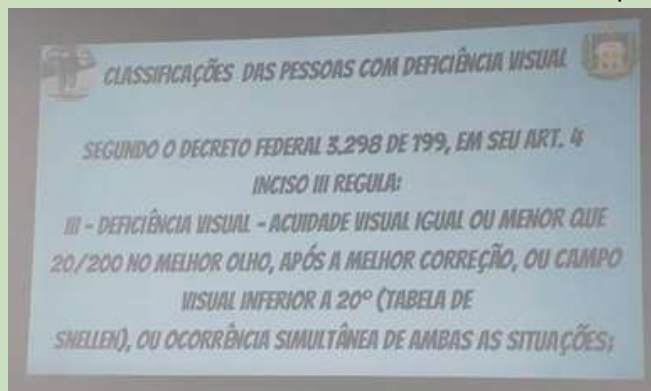 CLASSIFICAÇÕES DAS PESSOAS COM DEFICIÊNCIA VISUAL
SEGUNDO O DECRETO FEDERAL 3.298 DE 199, EM SEU ART. 4
INCISO III REGULA:
III - DEFICIÊNCIA VISUAL - ACUIDADE VISUAL IGUAL OU MENOR QUE
20/200 NO MELHOR OLHO, APÓS A MELHOR CORREÇÃO, OU CAMPO
VISUAL INFERIOR A 20º (TABELA DE
SNELLEN), OU OCORRÊNCIA SIMULTÂNEA DE AMBAS AS SITUAÇÕES;